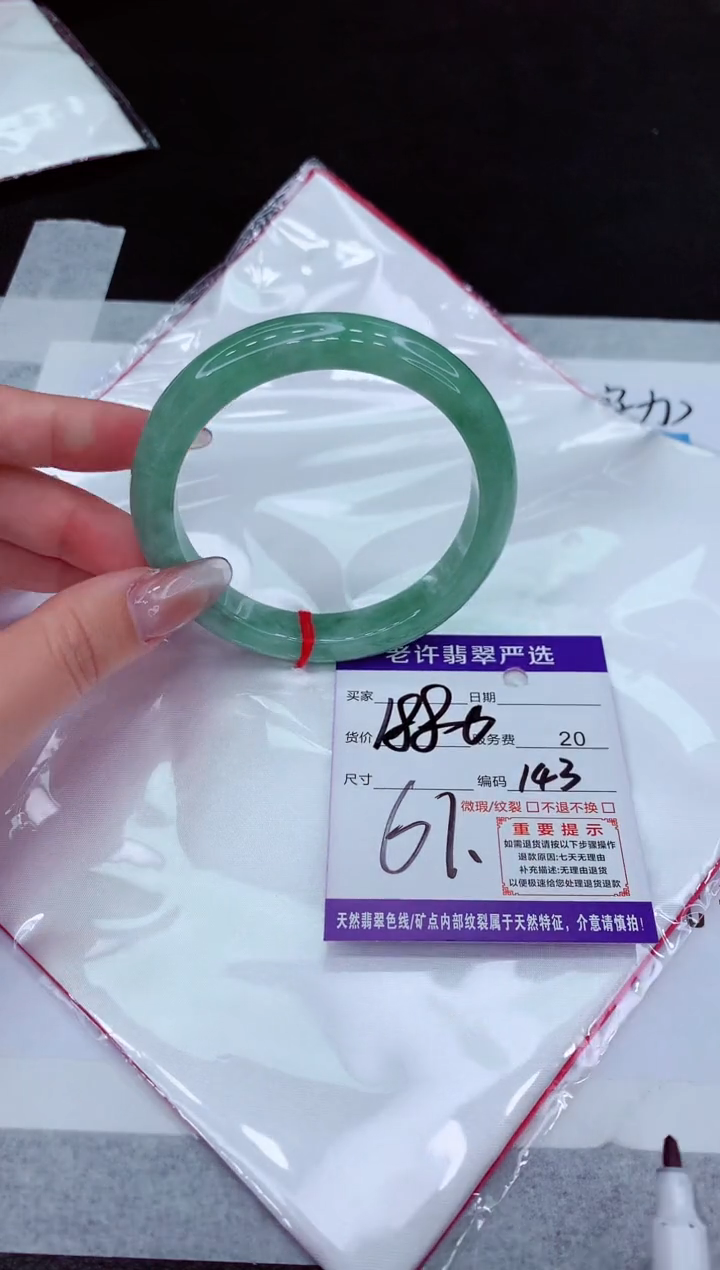 老许翡翠严选
买家 日期
货价 服务费 20
尺寸 编码 143
61、
微瑕/纹裂 □不退不换 □
重要提示
如需退货请按以下步骤操作
退款原因:七天无理由
补充描述:无理由退货
以便极速给您处理退货退款
天然翡翠色线/矿点内部纹裂属于天然特征，介意请慎拍!